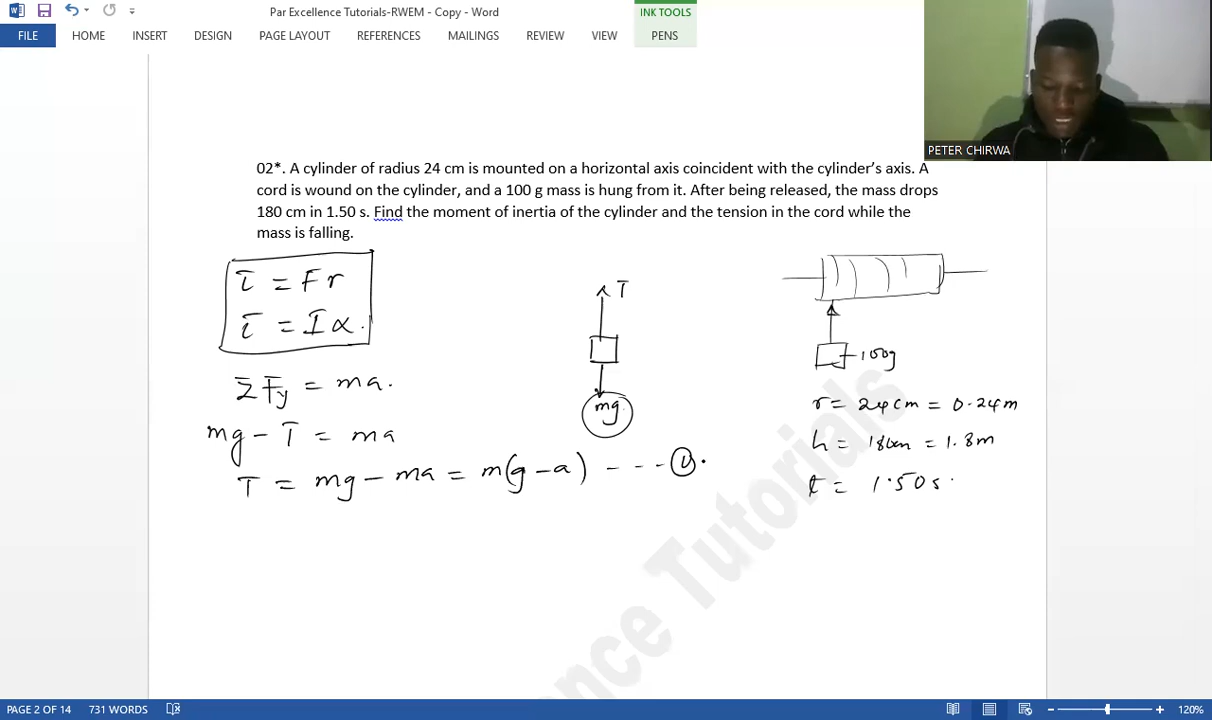 Par Excellence Tutorials-RWEM - Copy - Word
INK TOOLS
FILE HOME INSERT DESIGN PAGE LAYOUT REFERENCES MAILINGS REVIEW VIEW PENS
PETER CHIRWA
02*. A cylinder of radius 24 cm is mounted on a horizontal axis coincident with the cylinder's axis. A
cord is wound on the cylinder, and a 100 g mass is hung from it. After being released, the mass drops
180 cm in 1.50 s. Find the moment of inertia of the cylinder and the tension in the cord while the
mass is falling.
τ = Fr
τ = Iα.
ΣFy = ma.
mg - T = ma
T = mg - ma = m(g - a) - - - - (1).
T
mg
100g
r = 24cm = 0.24m
h = 180cm = 1.8m
t = 1.50s.
nce Tutorials
PAGE 2 OF 14 731 WORDS 120%